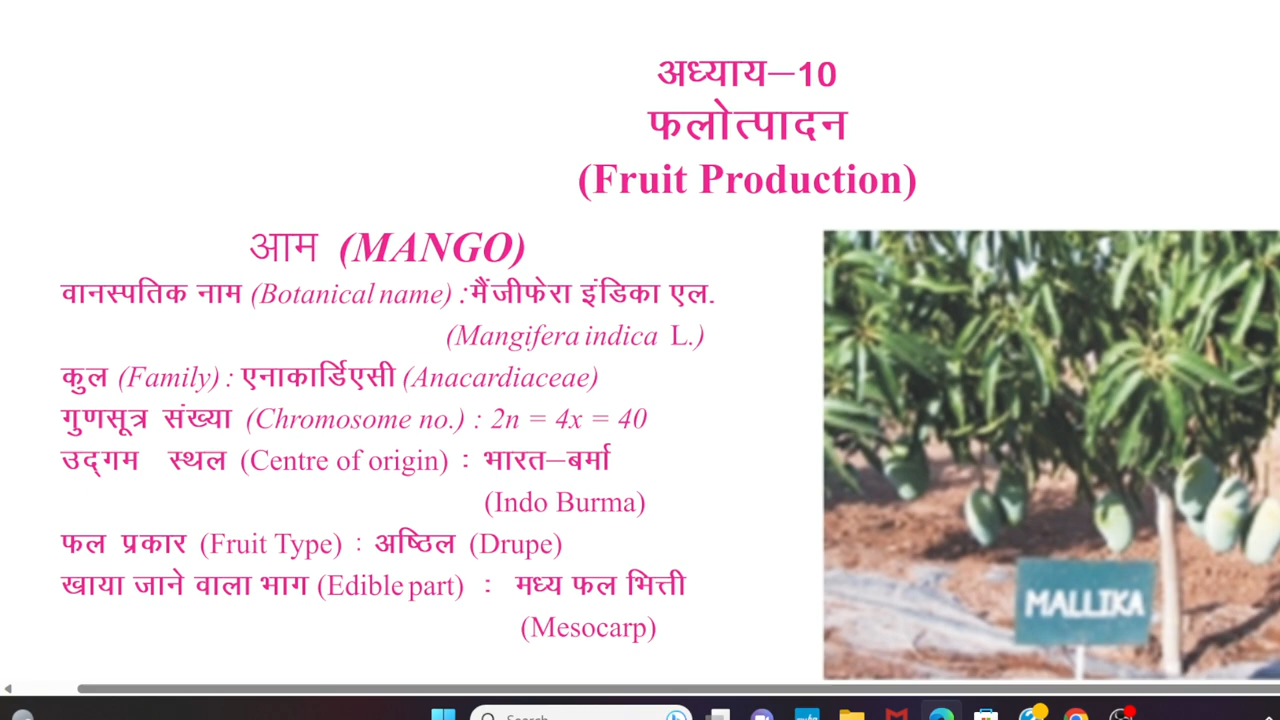 अध्याय–10
फलोत्पादन
(Fruit Production)
आम (MANGO)
वानस्पतिक नाम (Botanical name) :मैंजीफेरा इंडिका एल.
(Mangifera indica L.)
कुल (Family) : एनाकार्डिएसी (Anacardiaceae)
गुणसूत्र संख्या (Chromosome no.) : 2n = 4x = 40
उद्गम स्थल (Centre of origin) : भारत–बर्मा
(Indo Burma)
फल प्रकार (Fruit Type) : अष्ठिल (Drupe)
खाया जाने वाला भाग (Edible part) : मध्य फल भित्ती
(Mesocarp)
MALLIKA
Search